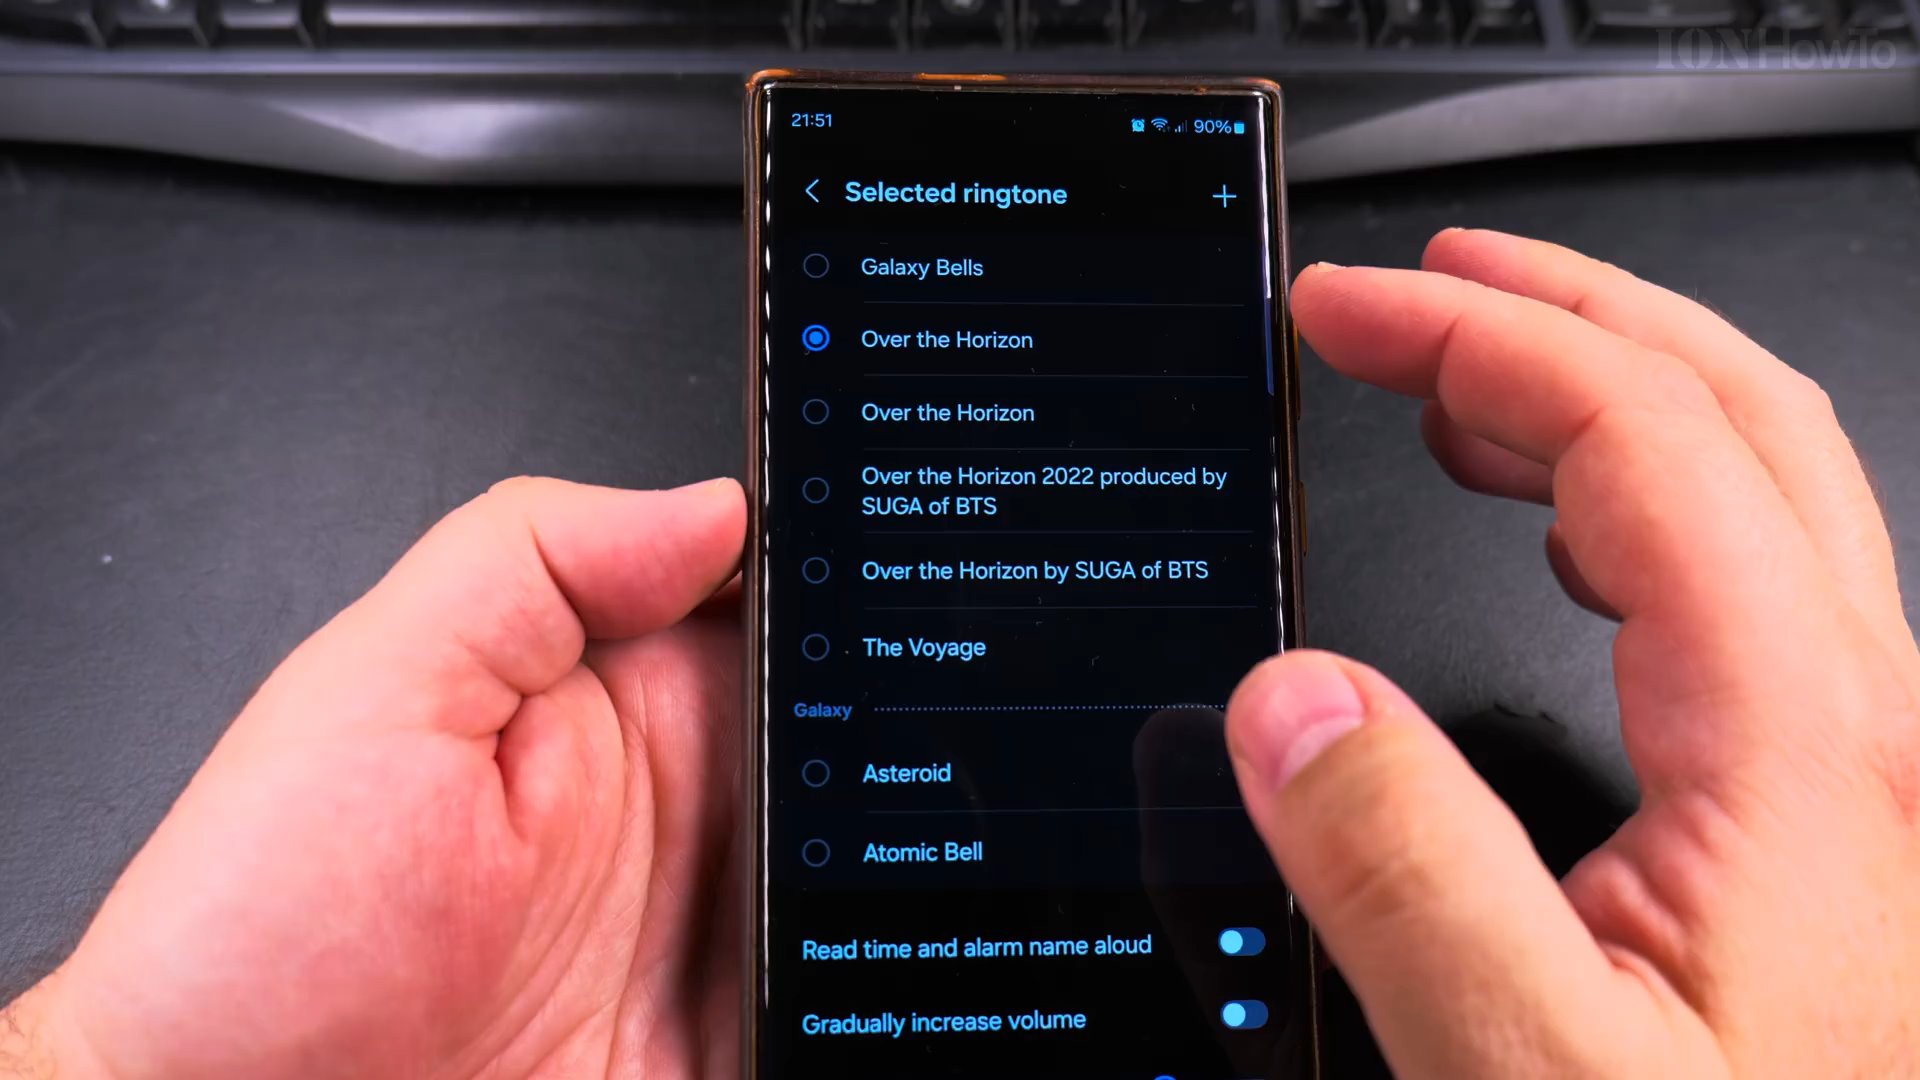 IONHowTo
21:51
90%
Selected ringtone
Galaxy Bells
Over the Horizon
Over the Horizon
Over the Horizon 2022 produced by
SUGA of BTS
Over the Horizon by SUGA of BTS
The Voyage
Galaxy
Asteroid
Atomic Bell
Read time and alarm name aloud
Gradually increase volume